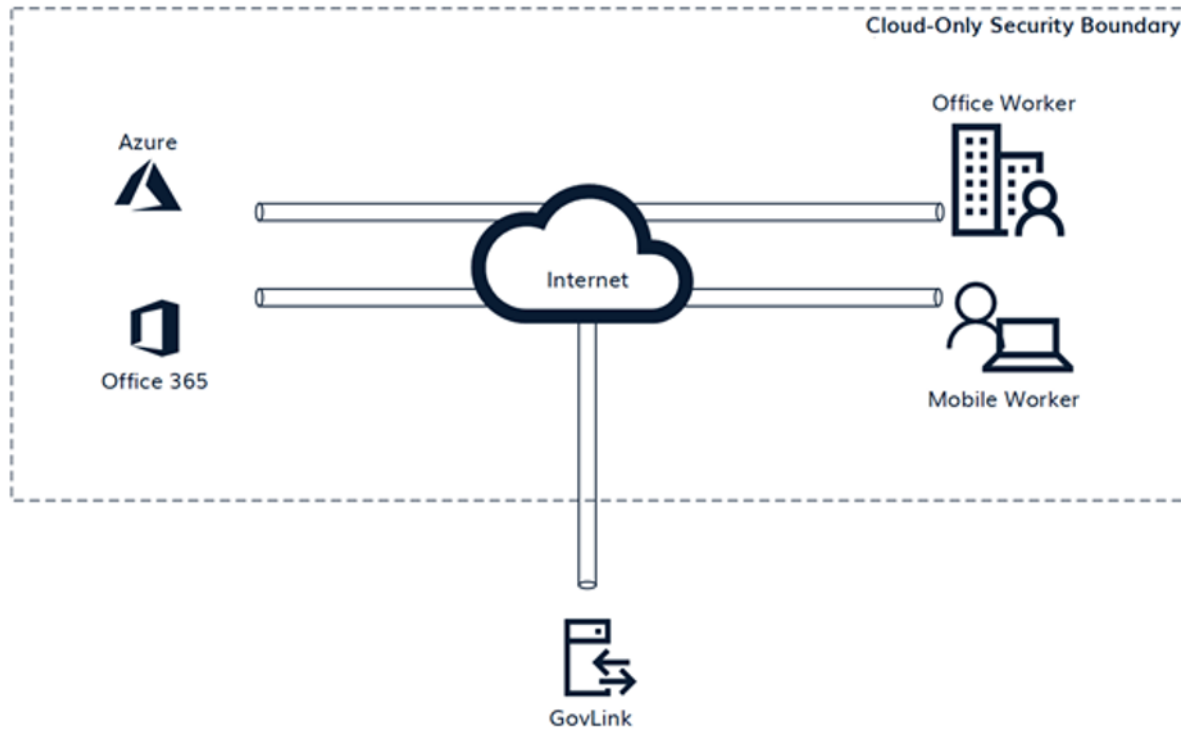 Cloud-Only Security Boundary
Office Worker
Azure
Internet
Office 365
Mobile Worker
GovLink